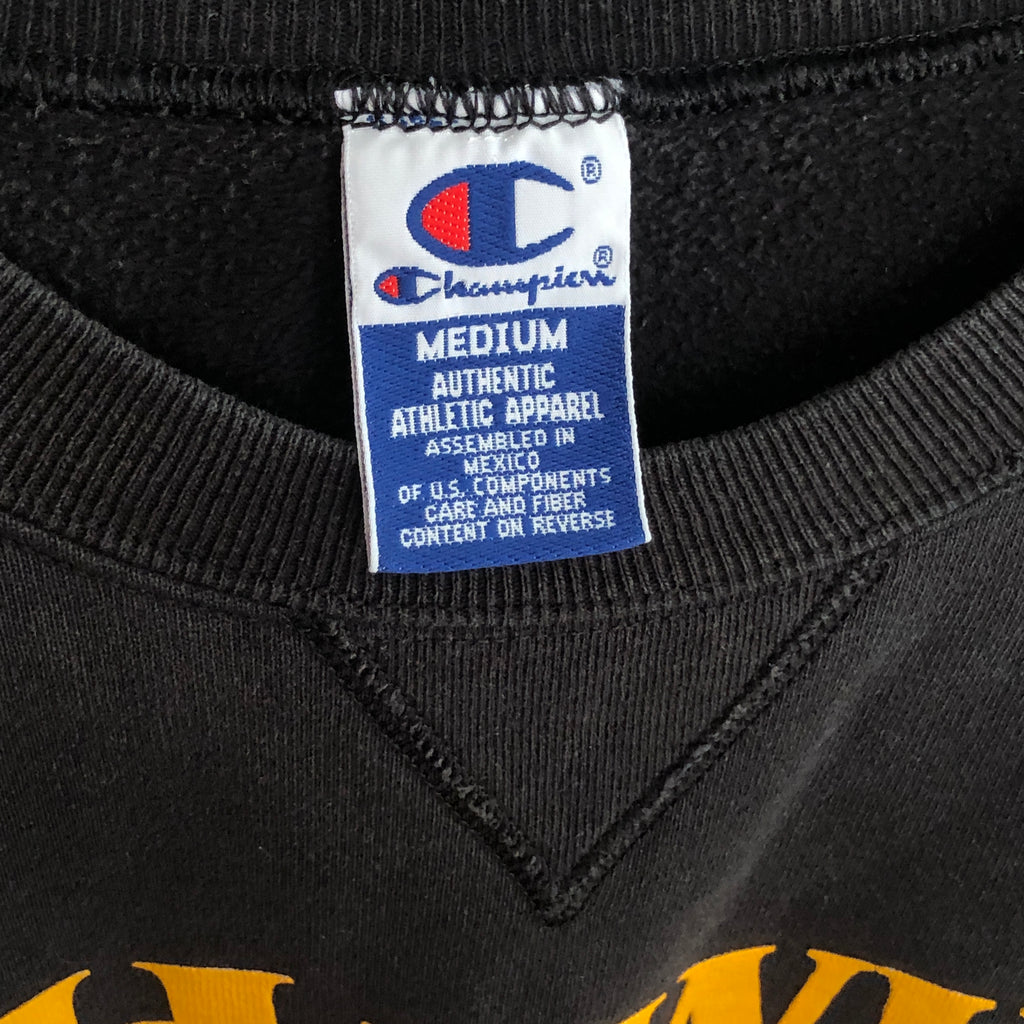 ®
Champion®
MEDIUM
AUTHENTIC
ATHLETIC APPAREL
ASSEMBLED IN
MEXICO
OF U.S. COMPONENTS
CARE AND FIBER
CONTENT ON REVERSE